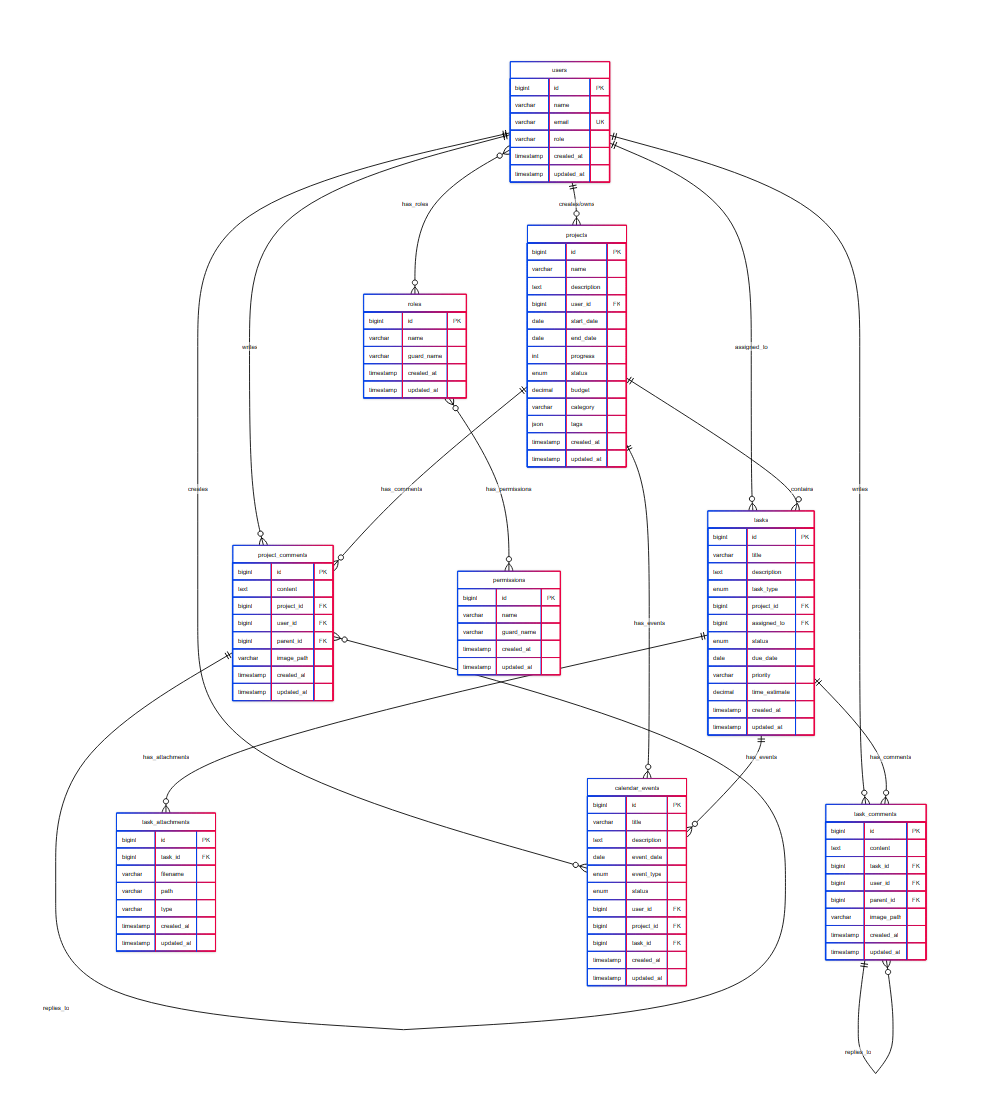 users
bigint id PK
varchar name
varchar email UK
varchar role
timestamp created_at
timestamp updated_at
has_roles
creates/owns
projects
bigint id PK
varchar name
text description
bigint user_id FK
date start_date
date end_date
int progress
enum status
decimal budget
varchar category
json tags
timestamp created_at
timestamp updated_at
roles
bigint id PK
varchar name
varchar guard_name
timestamp created_at
timestamp updated_at
writes
assigned_to
creates
has_comments
has_permissions
contains
writes
tasks
bigint id PK
varchar title
text description
enum task_type
bigint project_id FK
bigint assigned_to FK
enum status
date due_date
varchar priority
decimal time_estimate
timestamp created_at
timestamp updated_at
project_comments
bigint id PK
text content
bigint project_id FK
bigint user_id FK
bigint parent_id FK
varchar image_path
timestamp created_at
timestamp updated_at
permissions
bigint id PK
varchar name
varchar guard_name
timestamp created_at
timestamp updated_at
has_events
has_attachments
has_events
has_comments
task_attachments
bigint id PK
bigint task_id FK
varchar filename
varchar path
varchar type
timestamp created_at
timestamp updated_at
calendar_events
bigint id PK
varchar title
text description
date event_date
enum event_type
enum status
bigint user_id FK
bigint project_id FK
bigint task_id FK
timestamp created_at
timestamp updated_at
task_comments
bigint id PK
text content
bigint task_id FK
bigint user_id FK
bigint parent_id FK
varchar image_path
timestamp created_at
timestamp updated_at
replies_to
replies_to